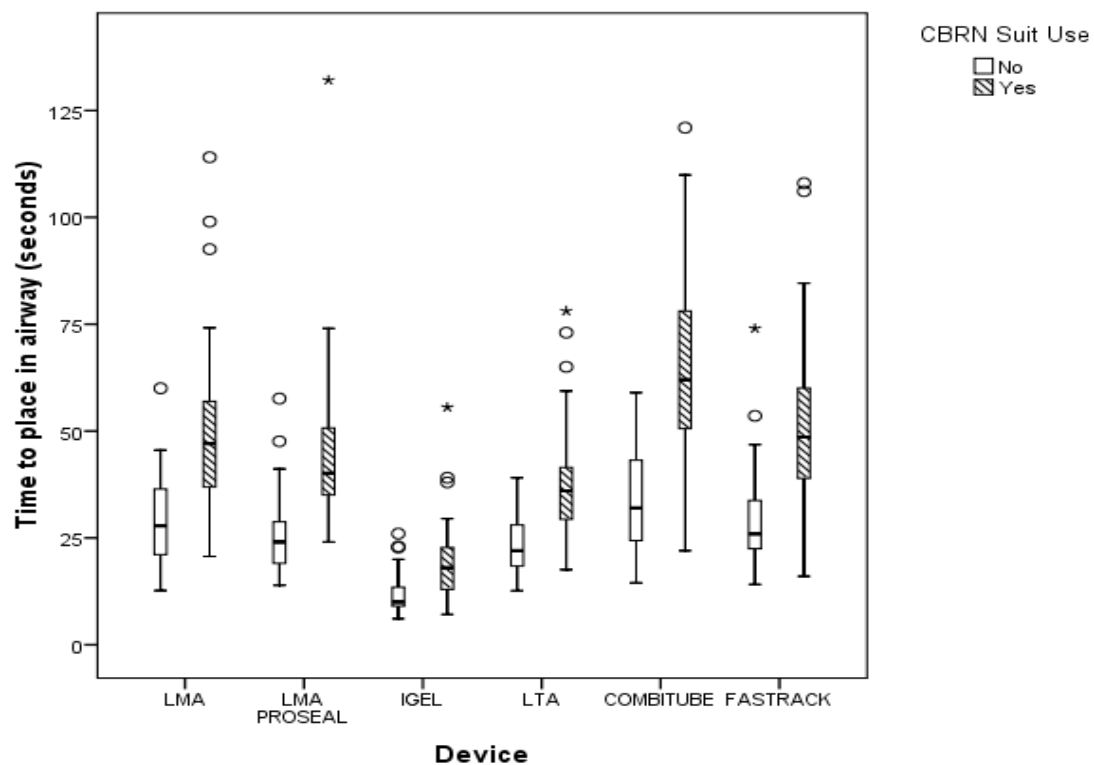 CBRN Suit Use
No
Yes
Time to place in airway (seconds)
125
100
75
50
25
0
LMA
LMA PROSEAL
IGEL
LTA
COMBITUBE
FASTRACK
Device